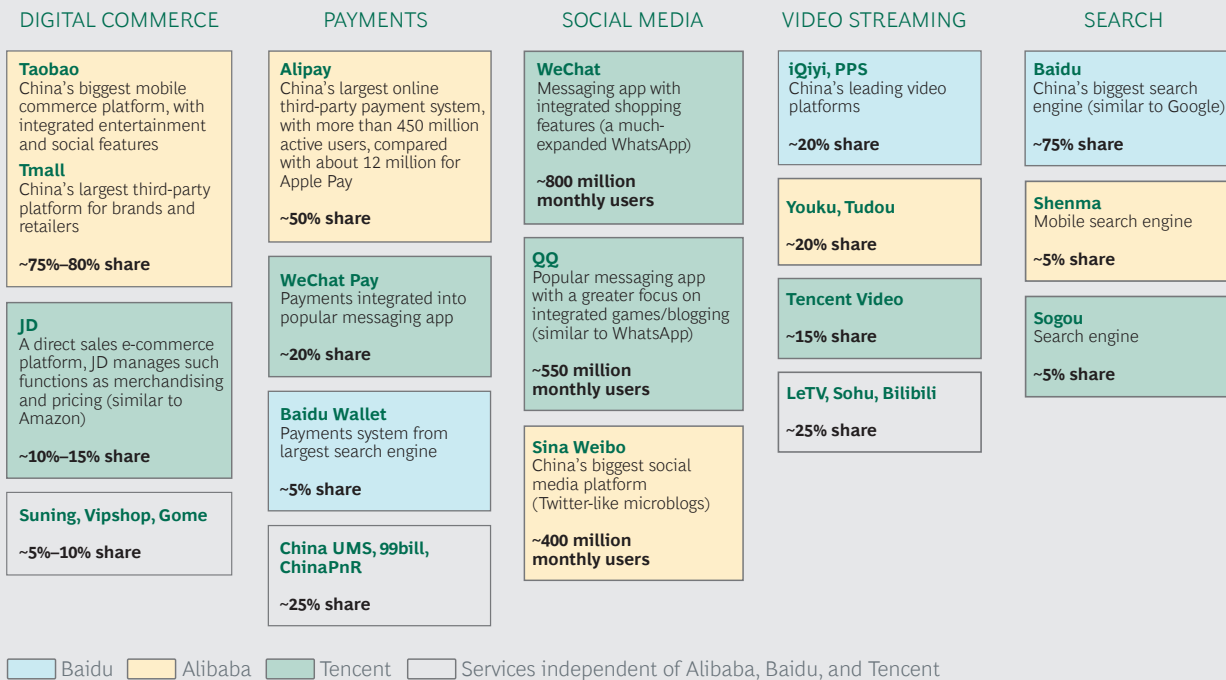 DIGITAL COMMERCE
Taobao
China's biggest mobile
commerce platform, with
integrated entertainment
and social features
Tmall
China's largest third-party
platform for brands and
retailers
~75%–80% share
JD
A direct sales e-commerce
platform, JD manages such
functions as merchandising
and pricing (similar to
Amazon)
~10%–15% share
Suning, Vipshop, Gome
~5%–10% share
PAYMENTS
Alipay
China's largest online
third-party payment system,
with more than 450 million
active users, compared
with about 12 million for
Apple Pay
~50% share
WeChat Pay
Payments integrated into
popular messaging app
~20% share
Baidu Wallet
Payments system from
largest search engine
~5% share
China UMS, 99bill,
ChinaPnR
~25% share
SOCIAL MEDIA
WeChat
Messaging app with
integrated shopping
features (a much-
expanded WhatsApp)
~800 million
monthly users
QQ
Popular messaging app
with a greater focus on
integrated games/blogging
(similar to WhatsApp)
~550 million
monthly users
Sina Weibo
China's biggest social
media platform
(Twitter-like microblogs)
~400 million
monthly users
VIDEO STREAMING
iQiyi, PPS
China's leading video
platforms
~20% share
Youku, Tudou
~20% share
Tencent Video
~15% share
LeTV, Sohu, Bilibili
~25% share
SEARCH
Baidu
China's biggest search
engine (similar to Google)
~75% share
Shenma
Mobile search engine
~5% share
Sogou
Search engine
~5% share
Baidu Alibaba Tencent Services independent of Alibaba, Baidu, and Tencent